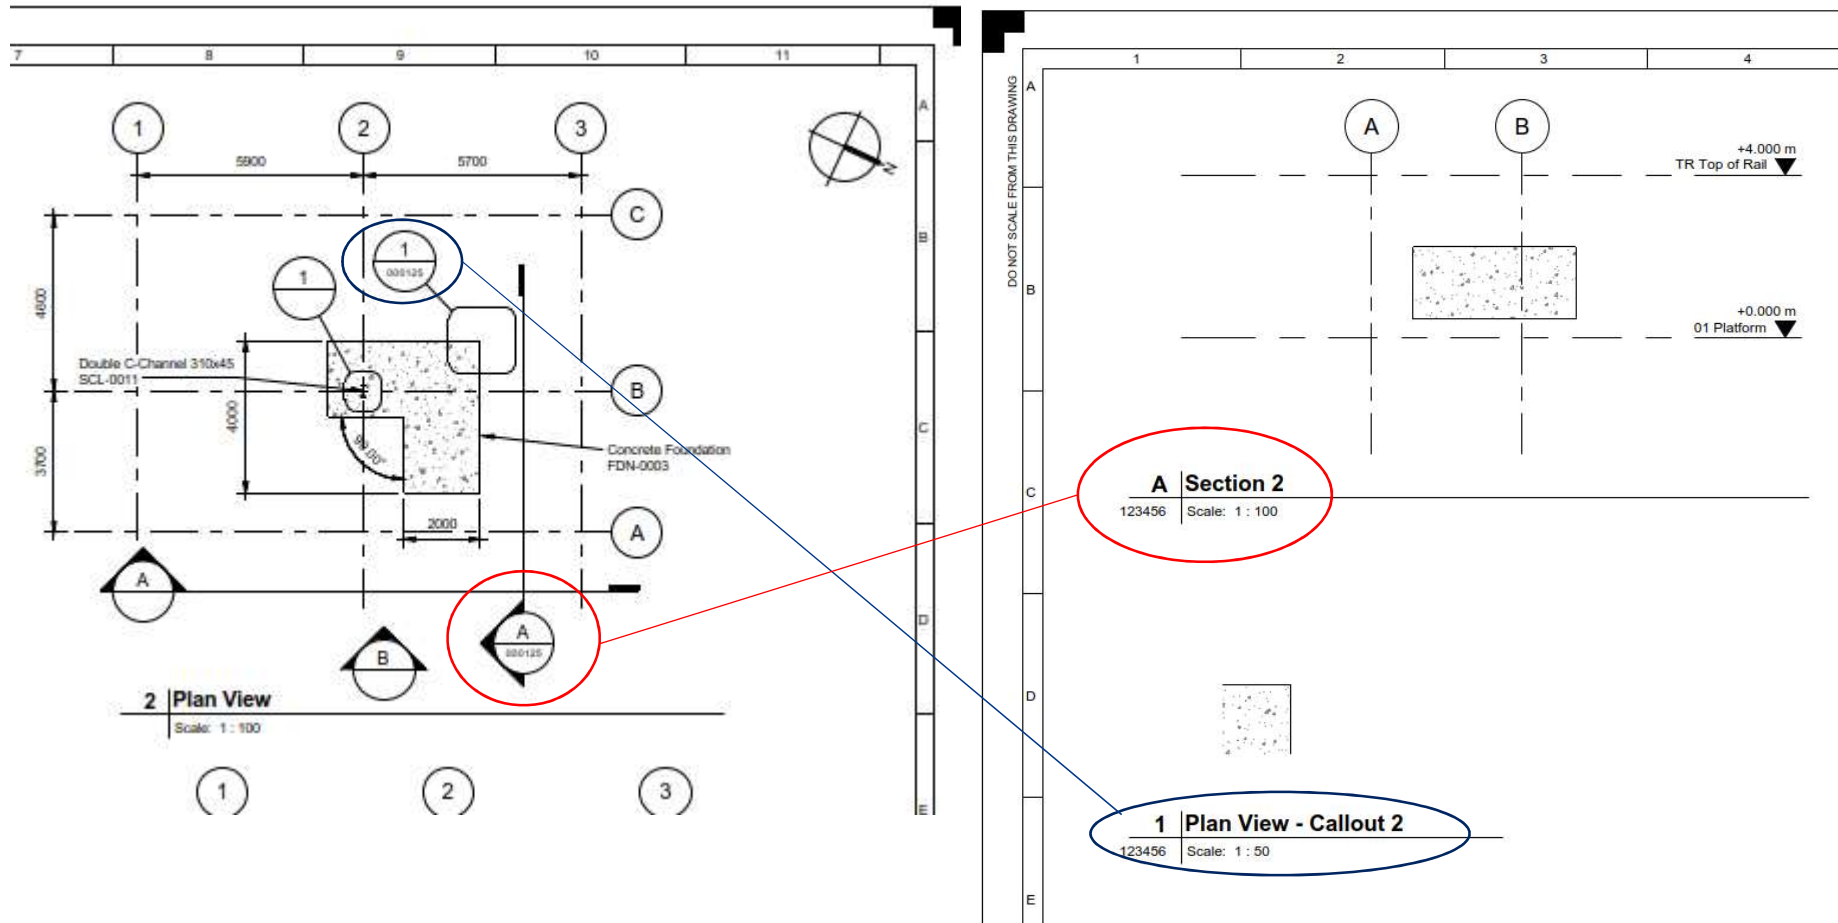 7
8
9
10
11
1
2
3
5900
5700
N
C
1
000125
1
4600
Double C-Channel 310x45
SCL-0011
B
4000
90.00°
Concrete Foundation
FDN-0003
3700
2000
A
A
B
A
000125
2 Plan View
Scale: 1 : 100
1
2
3
A
B
C
D
E
1
2
3
4
DO NOT SCALE FROM THIS DRAWING
A
B
C
D
E
A
B
+4.000 m
TR Top of Rail
+0.000 m
01 Platform
A Section 2
123456 Scale: 1 : 100
1 Plan View - Callout 2
123456 Scale: 1 : 50